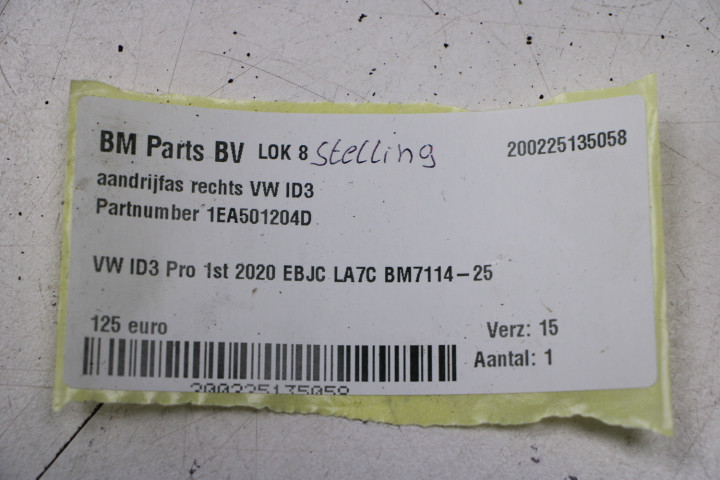 BM Parts BV LOK 8 Stelling 200225135058
aandrijfas rechts VW ID3
Partnumber 1EA501204D
VW ID3 Pro 1st 2020 EBJC LA7C BM7114-25
125 euro Verz: 15
Aantal: 1
200225135058